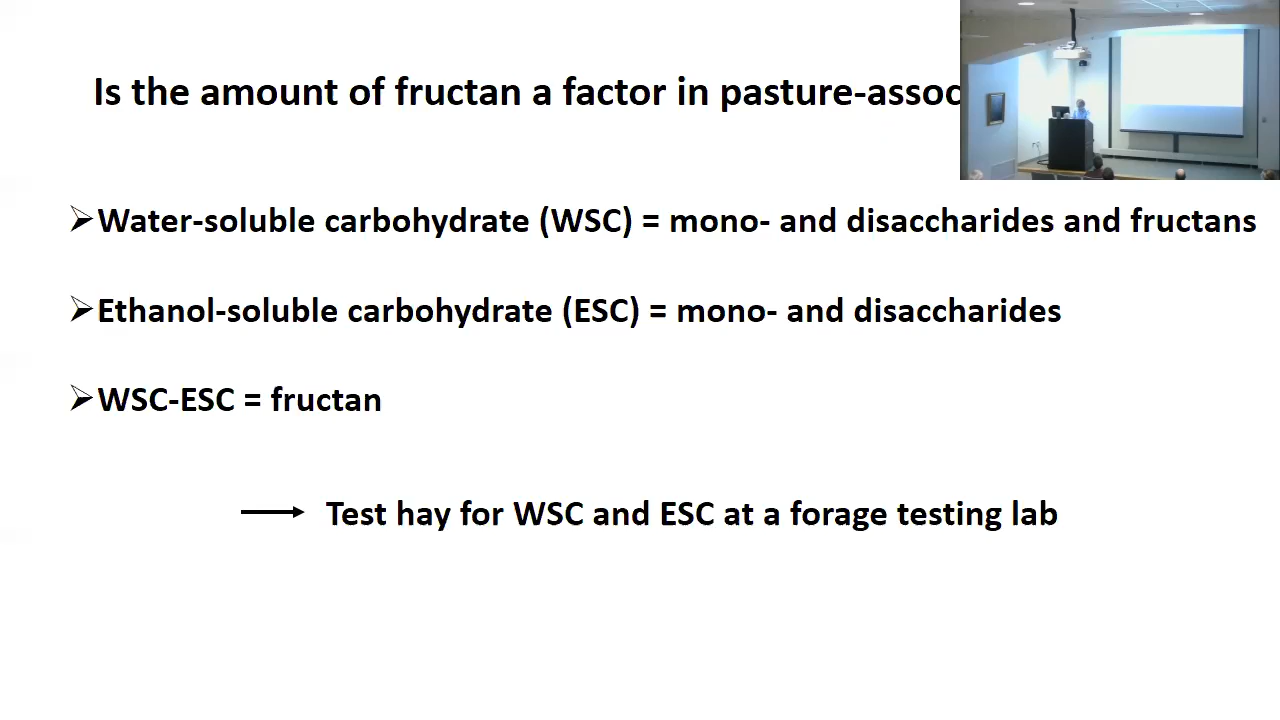 Is the amount of fructan a factor in pasture-assoc
➢Water-soluble carbohydrate (WSC) = mono- and disaccharides and fructans
➢Ethanol-soluble carbohydrate (ESC) = mono- and disaccharides
➢WSC-ESC = fructan
Test hay for WSC and ESC at a forage testing lab